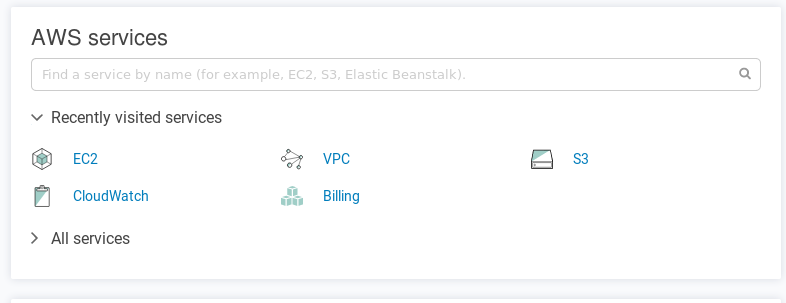 AWS services
Find a service by name (for example, EC2, S3, Elastic Beanstalk).
Recently visited services
EC2 VPC S3
CloudWatch Billing
All services